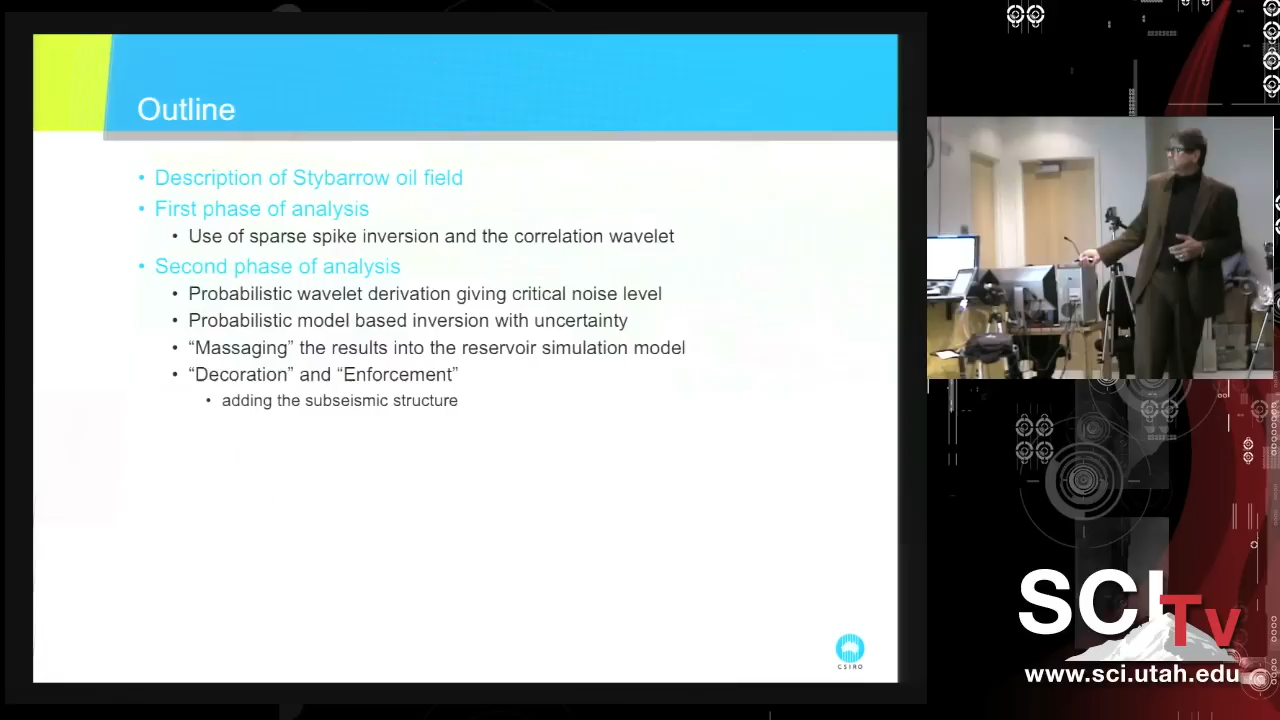 Outline
• Description of Stybarrow oil field
• First phase of analysis
• Use of sparse spike inversion and the correlation wavelet
• Second phase of analysis
• Probabilistic wavelet derivation giving critical noise level
• Probabilistic model based inversion with uncertainty
• “Massaging” the results into the reservoir simulation model
• “Decoration” and “Enforcement”
• adding the subseismic structure
CSIRO
SCI
Tv
www.sci.utah.edu